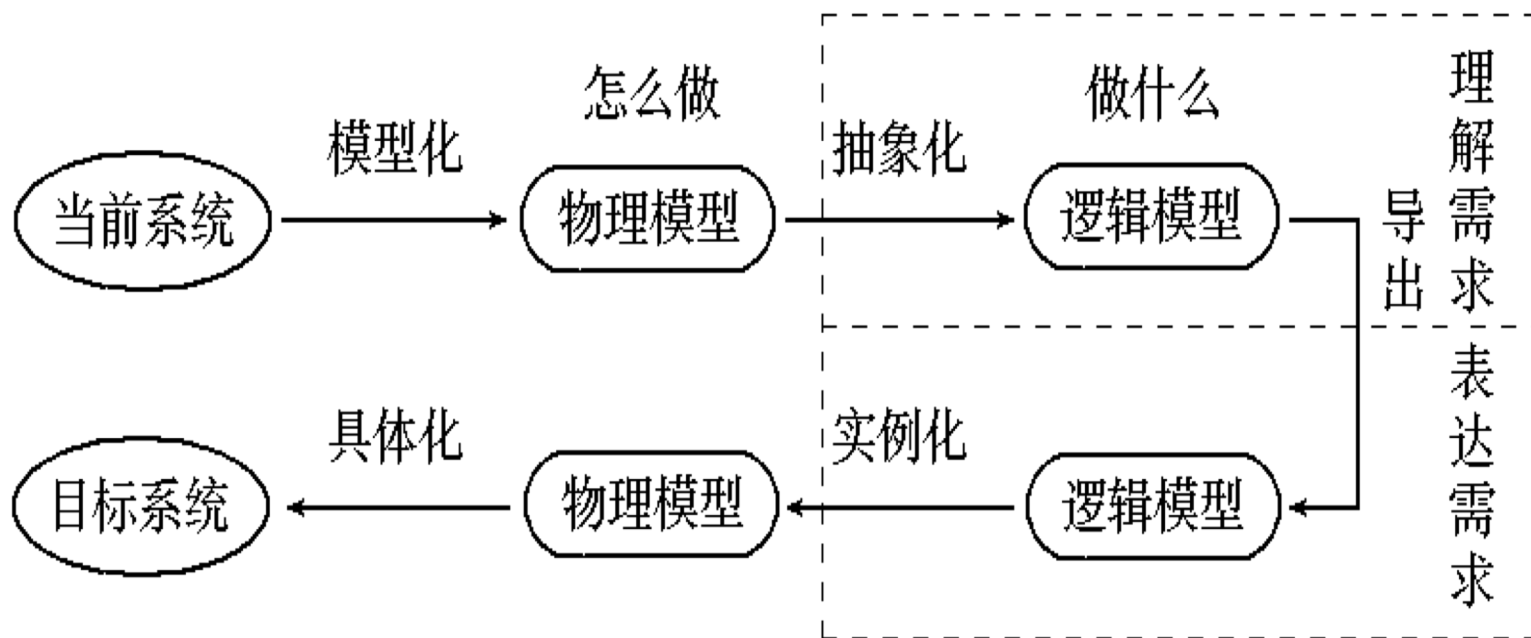 怎么做
做什么
模型化
抽象化
当前系统
物理模型
逻辑模型
导出
理解需求
具体化
实例化
目标系统
物理模型
逻辑模型
表达需求